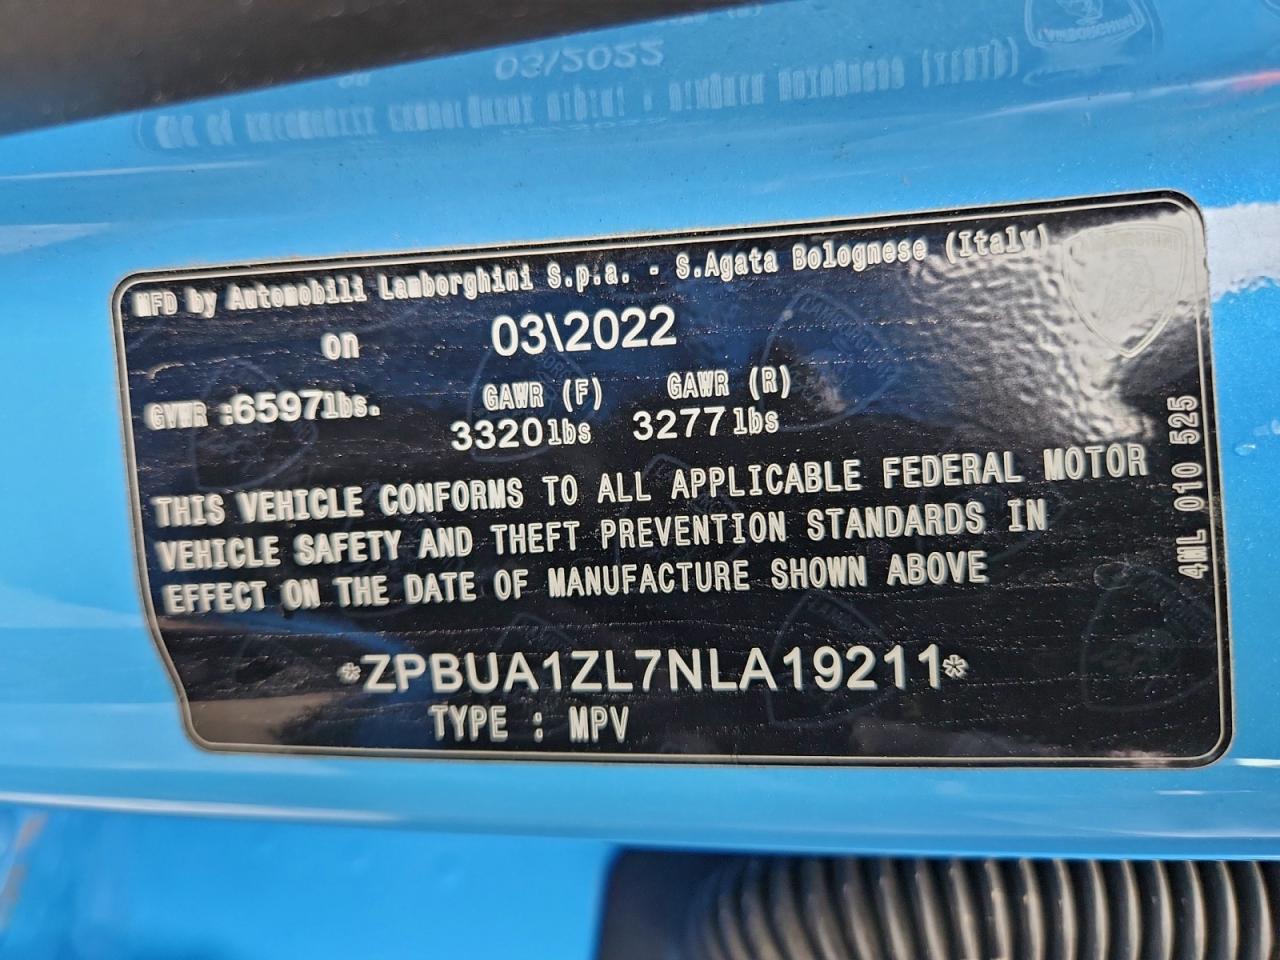 MFD by Automobili Lamborghini S.p.a. - S.Agata Bolognese (Italy)
on 03\2022
GVWR :6597lbs. GAWR (F) GAWR (R)
3320lbs 3277lbs
THIS VEHICLE CONFORMS TO ALL APPLICABLE FEDERAL MOTOR
VEHICLE SAFETY AND THEFT PREVENTION STANDARDS IN
EFFECT ON THE DATE OF MANUFACTURE SHOWN ABOVE
*ZPBUA1ZL7NLA19211*
TYPE : MPV
4ML 010 525